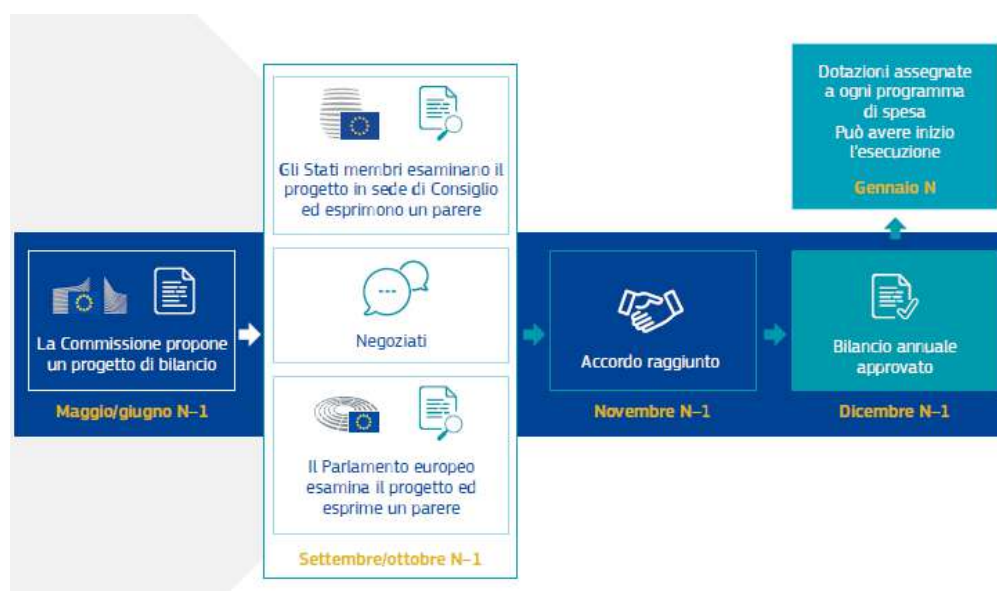 La Commissione propone
un progetto di bilancio
Maggio/giugno N–1
Gli Stati membri esaminano il
progetto in sede di Consiglio
ed esprimono un parere
Negoziati
Il Parlamento europeo
esamina il progetto ed
esprime un parere
Settembre/ottobre N–1
Accordo raggiunto
Novembre N–1
Bilancio annuale
approvato
Dicembre N–1
Dotazioni assegnate
a ogni programma
di spesa
Può avere inizio
l'esecuzione
Gennaio N